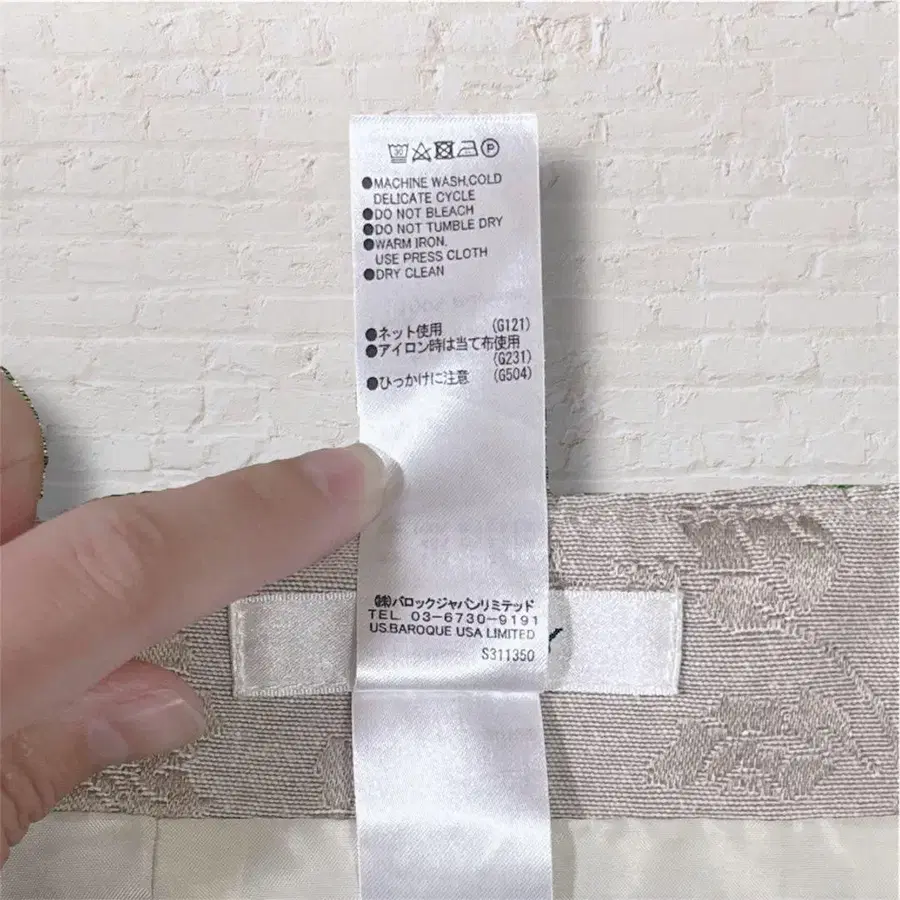 30
P
●MACHINE WASH,COLD
DELICATE CYCLE
●DO NOT BLEACH
●DO NOT TUMBLE DRY
●WARM IRON.
USE PRESS CLOTH
●DRY CLEAN
●ネット使用 (G121)
●アイロン時は当て布使用
(G231)
●ひっかけに注意 (G504)
㈱バロックジャパンリミテッド
TEL. 03-6730-9191
US.BAROQUE USA LIMITED
S311350